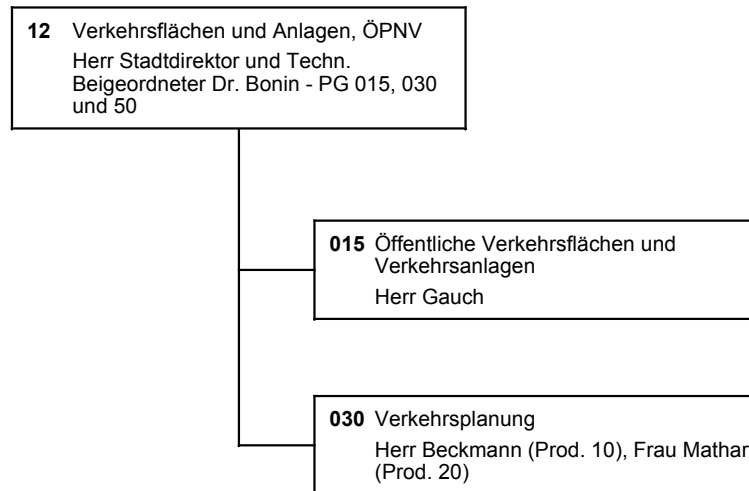 12 Verkehrsflächen und Anlagen, ÖPNV
Herr Stadtdirektor und Techn.
Beigeordneter Dr. Bonin - PG 015, 030
und 50
015 Öffentliche Verkehrsflächen und
Verkehrsanlagen
Herr Gauch
030 Verkehrsplanung
Herr Beckmann (Prod. 10), Frau Mathar
(Prod. 20)